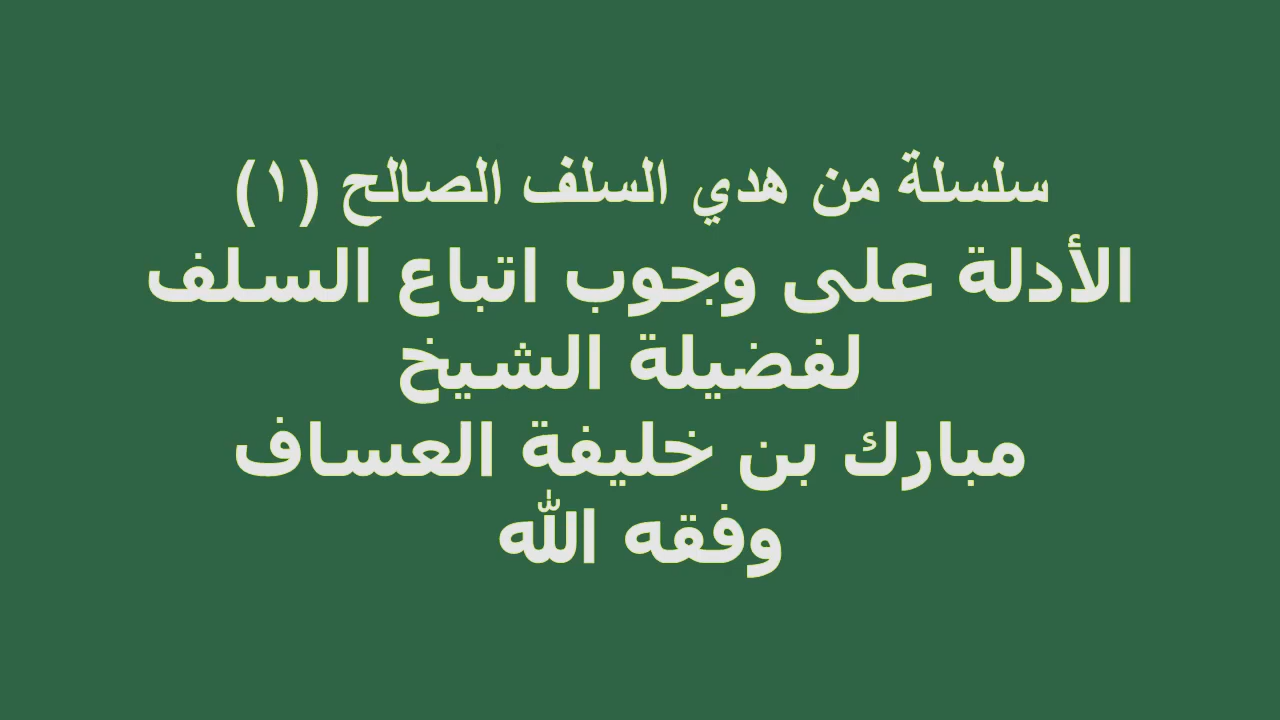 سلسلة من هدي السلف الصالح (١)
الأدلة على وجوب اتباع السلف
لفضيلة الشيخ
مبارك بن خليفة العساف
وفقه الله